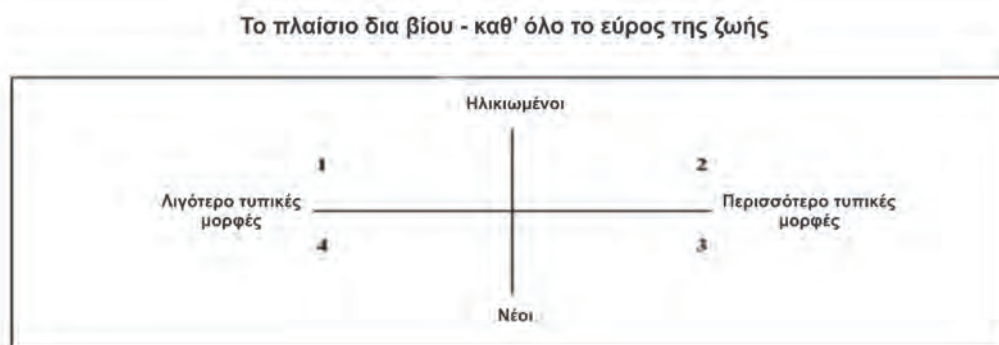 Το πλαίσιο δια βίου - καθ' όλο το εύρος της ζωής
Ηλικιωμένοι
1
2
Λιγότερο τυπικές
μορφές
Περισσότερο τυπικές
μορφές
4
3
Νέοι